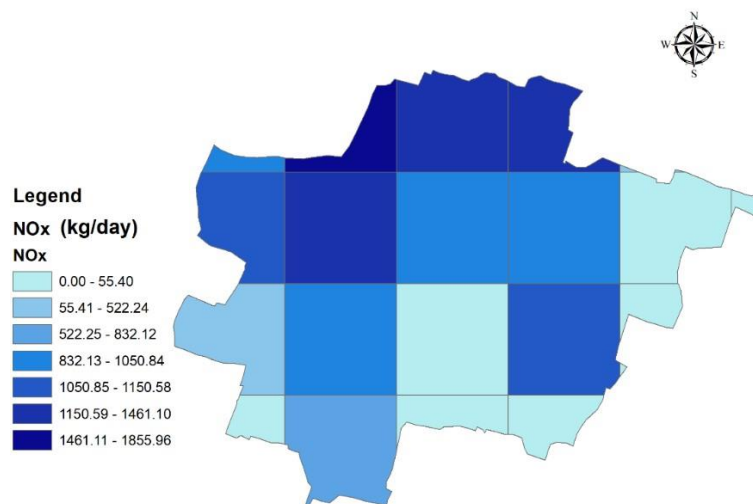 N
W E
S
Legend
NOx (kg/day)
NOx
0.00 - 55.40
55.41 - 522.24
522.25 - 832.12
832.13 - 1050.84
1050.85 - 1150.58
1150.59 - 1461.10
1461.11 - 1855.96